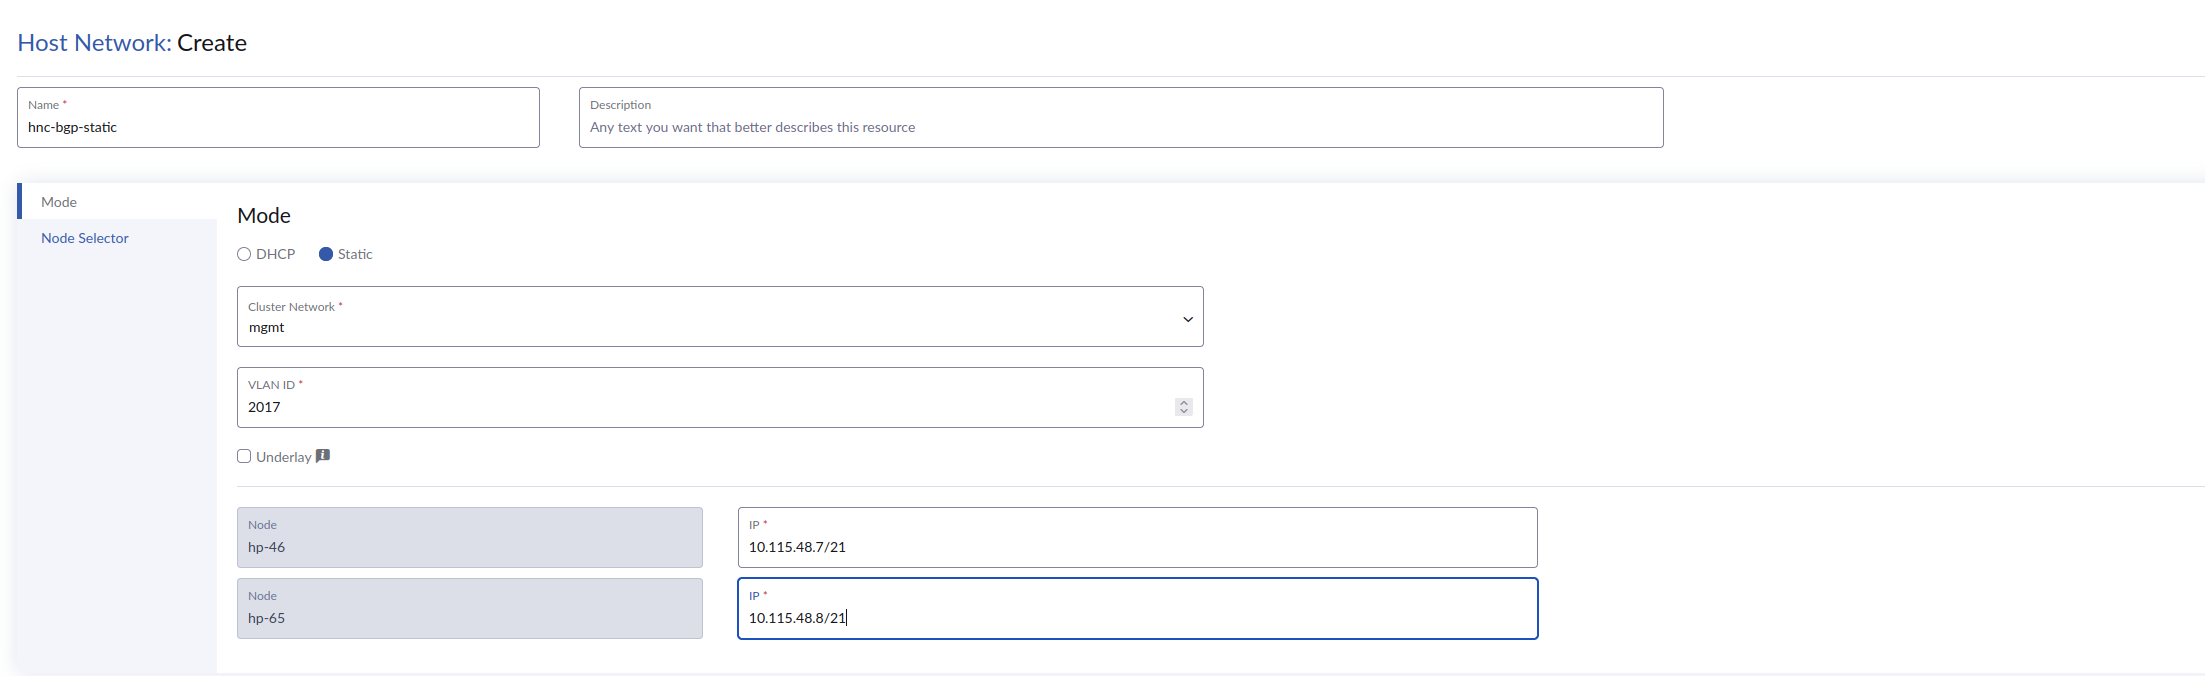 Host Network: Create
Name *
hnc-bgp-static
Description
Any text you want that better describes this resource
Mode
Node Selector
Mode
DHCP Static
Cluster Network *
mgmt
VLAN ID *
2017
Underlay
Node
hp-46
IP *
10.115.48.7/21
Node
hp-65
IP *
10.115.48.8/21